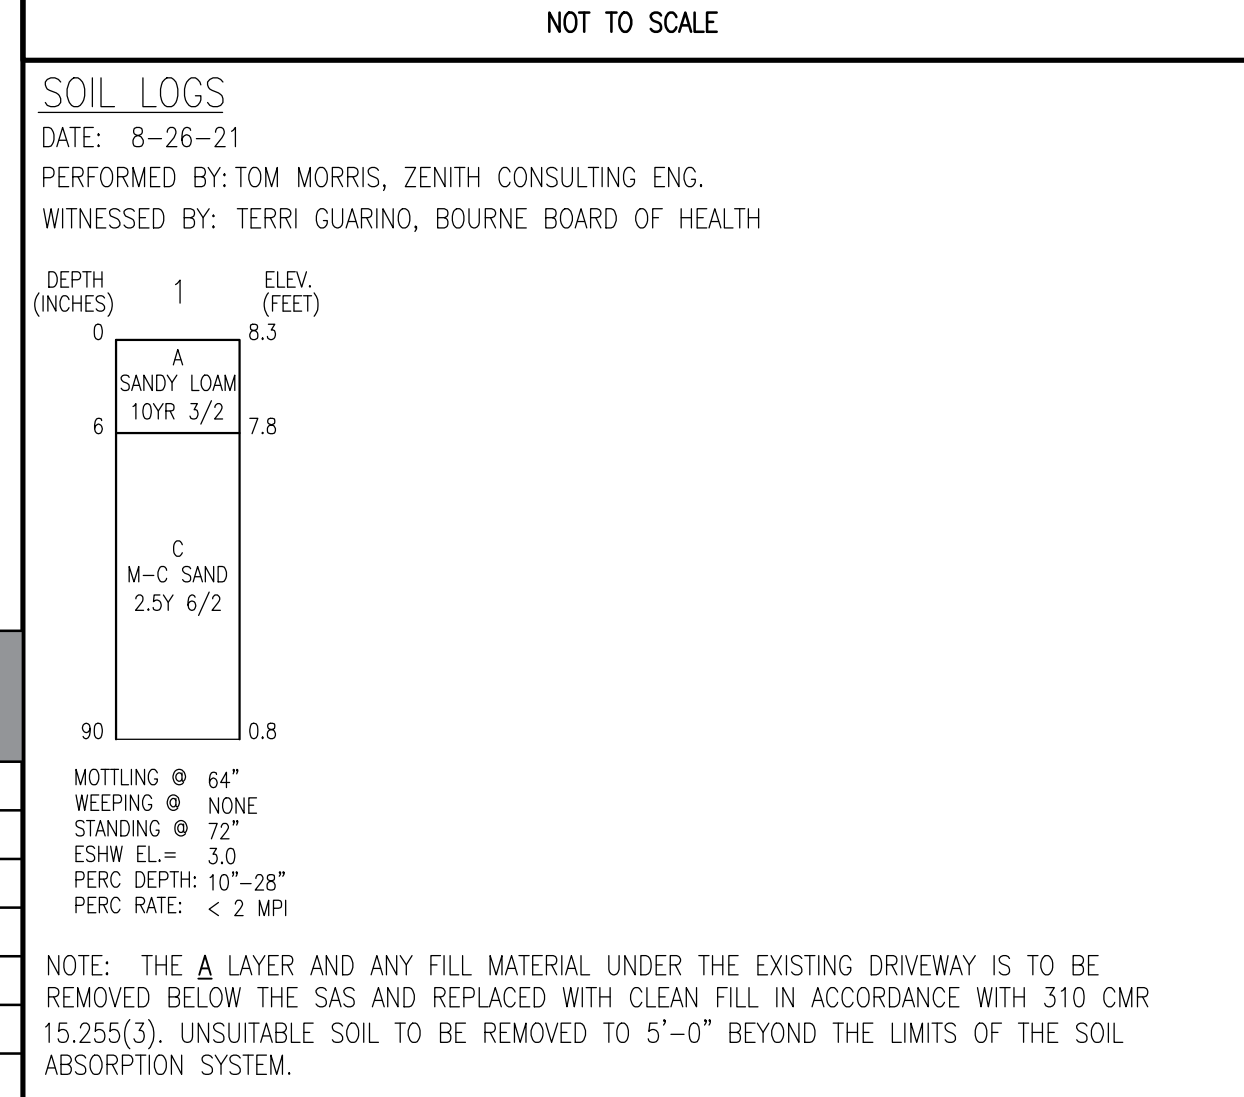 NOT TO SCALE
SOIL LOGS
DATE: 8-26-21
PERFORMED BY: TOM MORRIS, ZENITH CONSULTING ENG.
WITNESSED BY: TERRI GUARINO, BOURNE BOARD OF HEALTH
DEPTH (INCHES) 1 ELEV. (FEET)
0 8.3
A
SANDY LOAM
10YR 3/2
6 7.8
C
M-C SAND
2.5Y 6/2
90 0.8
MOTTLING @ 64"
WEEPING @ NONE
STANDING @ 72"
ESHW EL.= 3.0
PERC DEPTH: 10"-28"
PERC RATE: < 2 MPI
NOTE: THE A LAYER AND ANY FILL MATERIAL UNDER THE EXISTING DRIVEWAY IS TO BE
REMOVED BELOW THE SAS AND REPLACED WITH CLEAN FILL IN ACCORDANCE WITH 310 CMR
15.255(3). UNSUITABLE SOIL TO BE REMOVED TO 5'-0" BEYOND THE LIMITS OF THE SOIL
ABSORPTION SYSTEM.